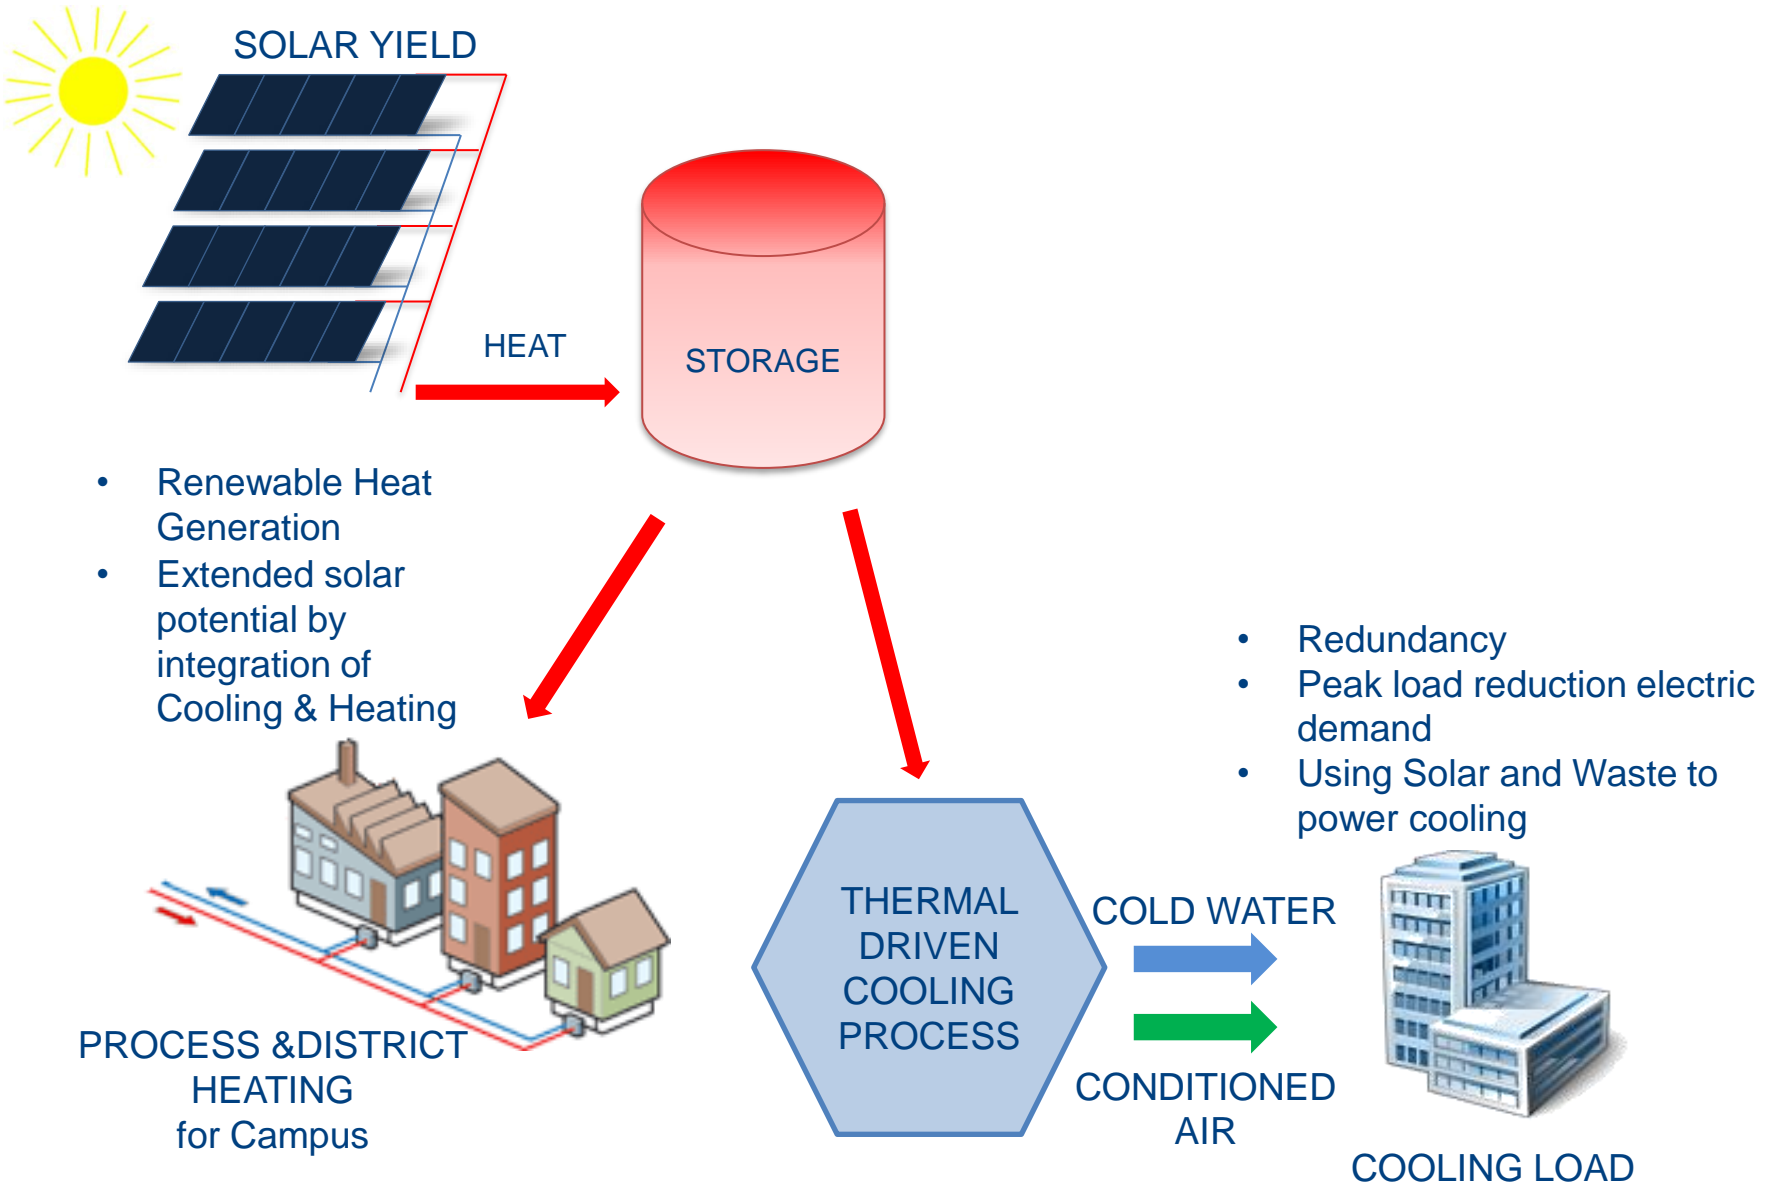 SOLAR YIELD
HEAT
STORAGE
• Renewable Heat
Generation
• Extended solar
potential by
integration of
Cooling & Heating
• Redundancy
• Peak load reduction electric
demand
• Using Solar and Waste to
power cooling
PROCESS &DISTRICT
HEATING
for Campus
THERMAL
DRIVEN
COOLING
PROCESS
COLD WATER
CONDITIONED
AIR
COOLING LOAD